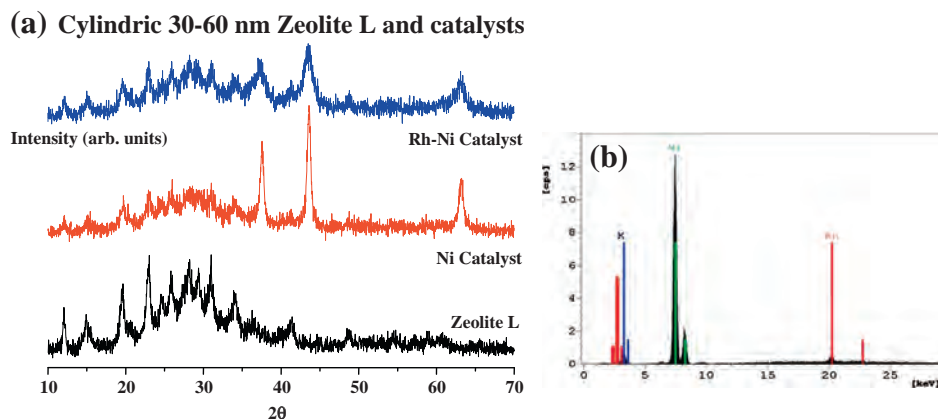 (a) Cylindric 30-60 nm Zeolite L and catalysts
Intensity (arb. units)
Rh-Ni Catalyst
Ni Catalyst
Zeolite L
10 20 30 40 50 60 70
2θ
(b)
[cps]
12
10
8
6
4
2
0
Ni
K
0 5 10 15 20 25
[keV]